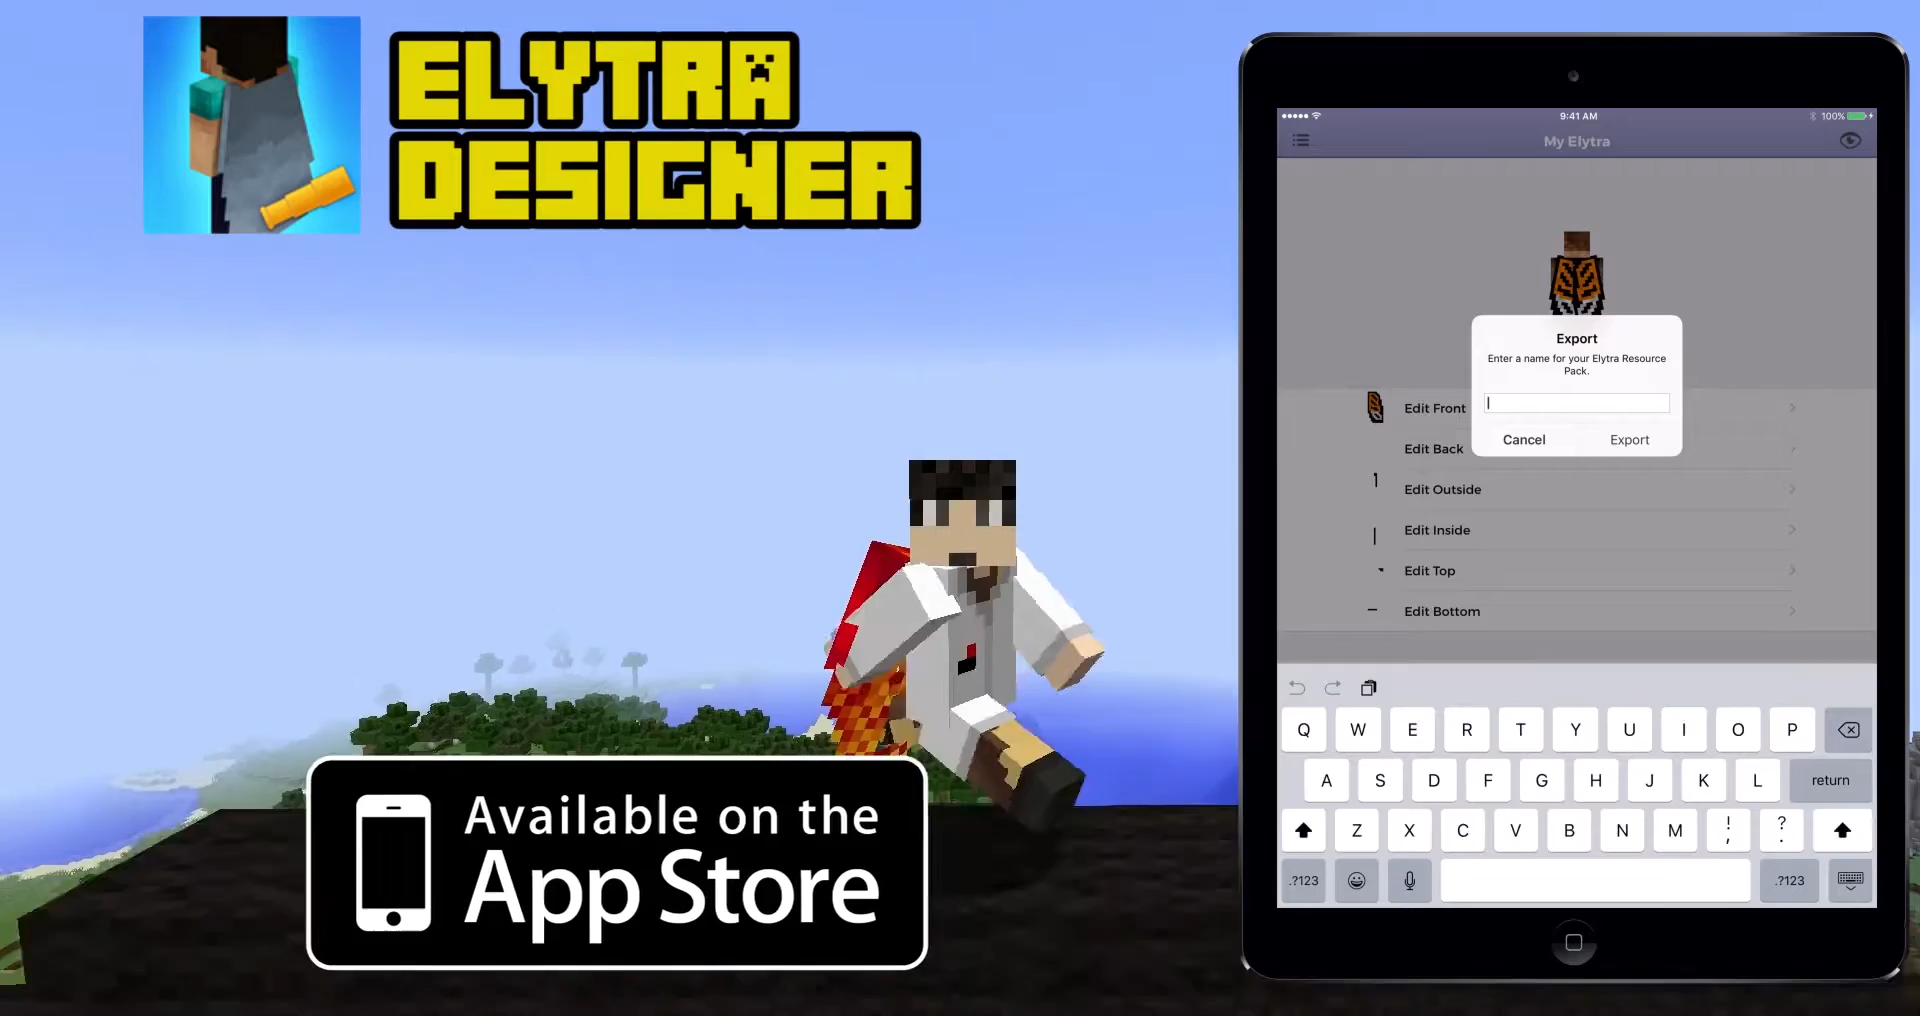 ELYTRA
DESIGNER
Available on the
App Store
9:41 AM
100%
My Elytra
Export
Enter a name for your Elytra Resource
Pack.
Cancel Export
Edit Front
Edit Back
Edit Outside
Edit Inside
Edit Top
Edit Bottom
Q W E R T Y U I O P
A S D F G H J K L return
Z X C V B N M ! , ? .
.?123 .?123